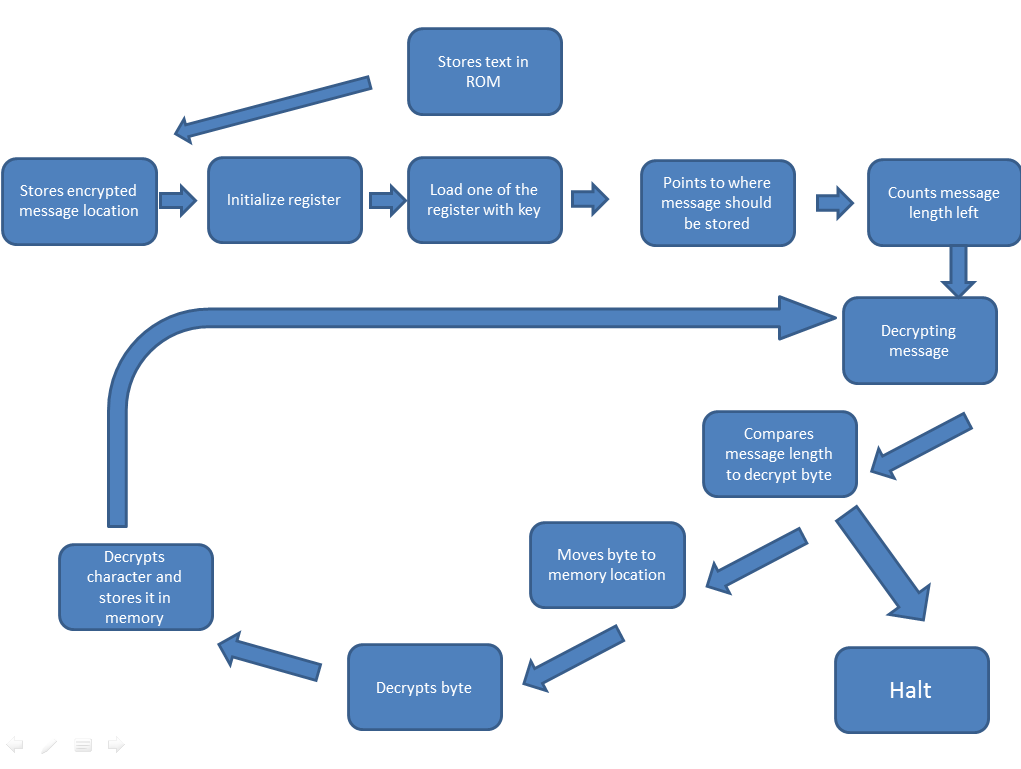 Stores text in
ROM
Stores encrypted
message location
Initialize register
Load one of the
register with key
Points to where
message should
be stored
Counts message
length left
Decrypting
message
Compares
message length
to decrypt byte
Moves byte to
memory location
Decrypts
character and
stores it in
memory
Decrypts byte
Halt